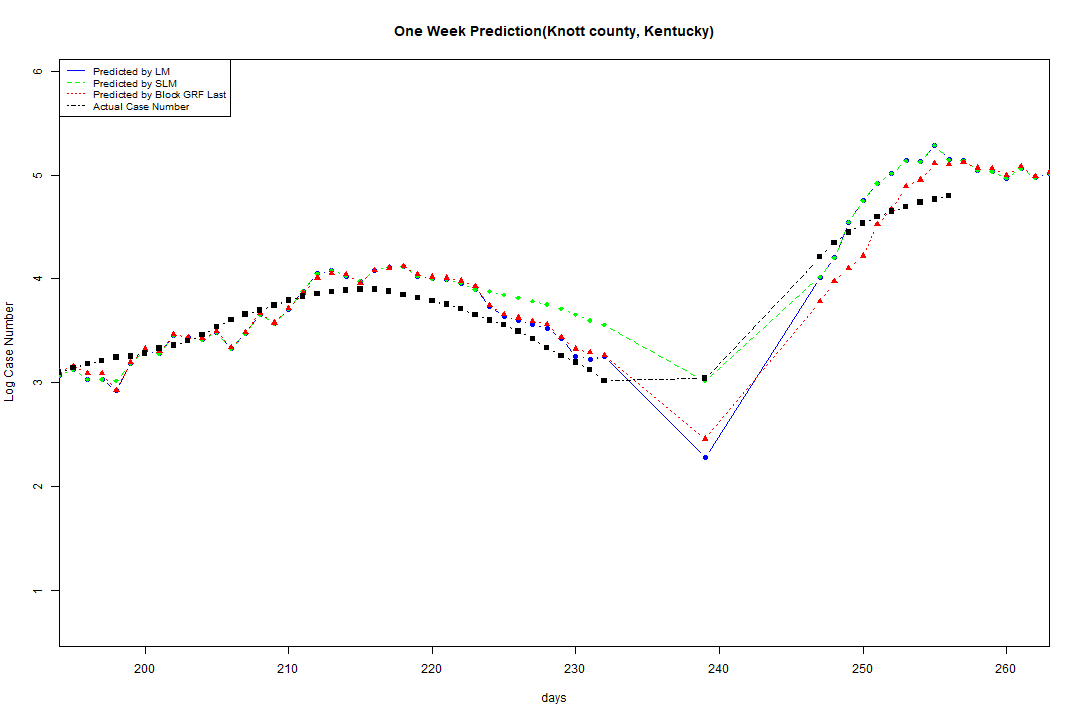 One Week Prediction(Knott county, Kentucky)
Predicted by LM
Predicted by SLM
Predicted by Block GRF Last
Actual Case Number
6
5
4
3
2
1
Log Case Number
200 210 220 230 240 250 260
days